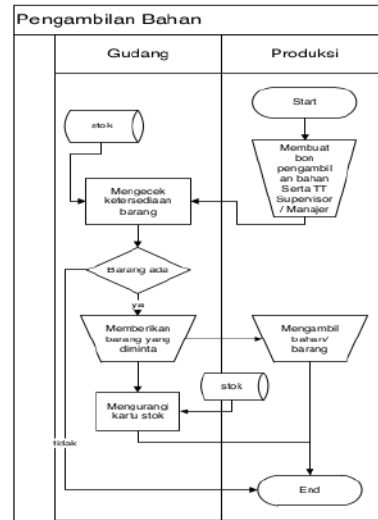 Pengambilan Bahan
Gudang
Produksi
Start
stok
Membuat
bon
pengambil
an bahan
Serta TT
Supervisor
/ Manajer
Mengecek
ketersediaan
barang
Barang ada
ya
Memberikan
barang yang
diminta
Mengambil
bahan/
barang
stok
Mengurangi
kartu stok
tidak
End